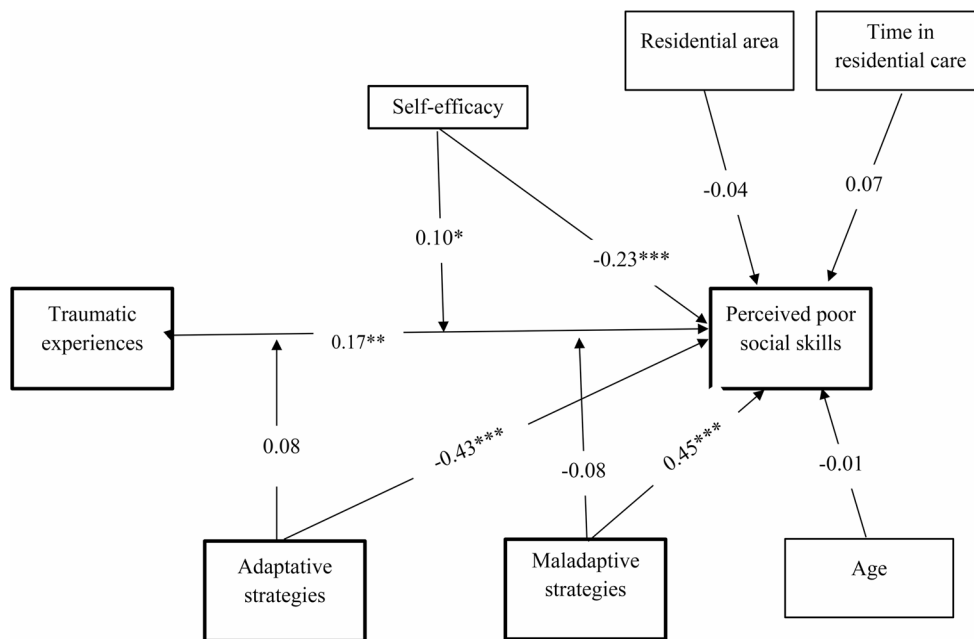 Residential area
Time in
residential care
Self-efficacy
-0.04
0.07
0.10*
-0.23***
Traumatic
experiences
0.17**
Perceived poor
social skills
0.08
-0.43***
-0.08
0.45***
-0.01
Adaptative
strategies
Maladaptive
strategies
Age